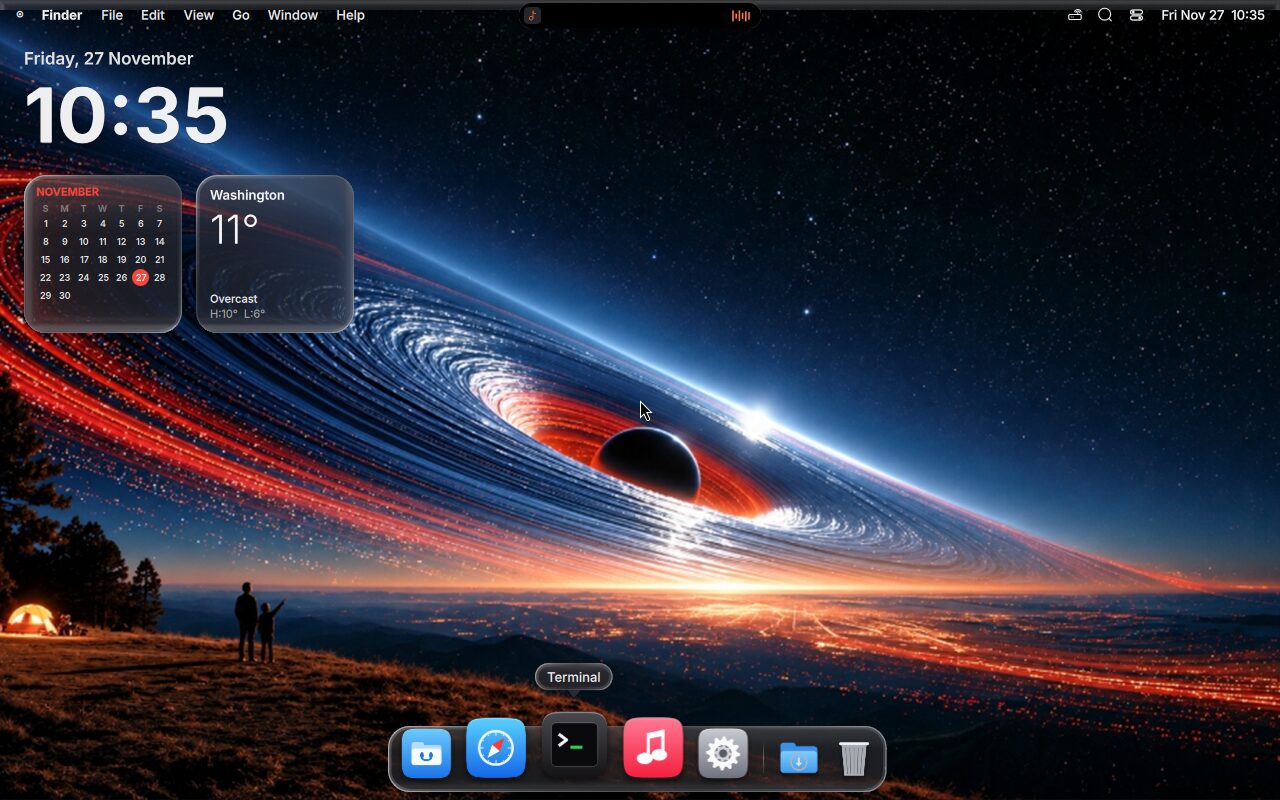 Finder File Edit View Go Window Help
Fri Nov 27 10:35
Friday, 27 November
10:35
NOVEMBER
S M T W T F S
1 2 3 4 5 6 7
8 9 10 11 12 13 14
15 16 17 18 19 20 21
22 23 24 25 26 27 28
29 30
Washington
11°
Overcast
H:10° L:6°
Terminal